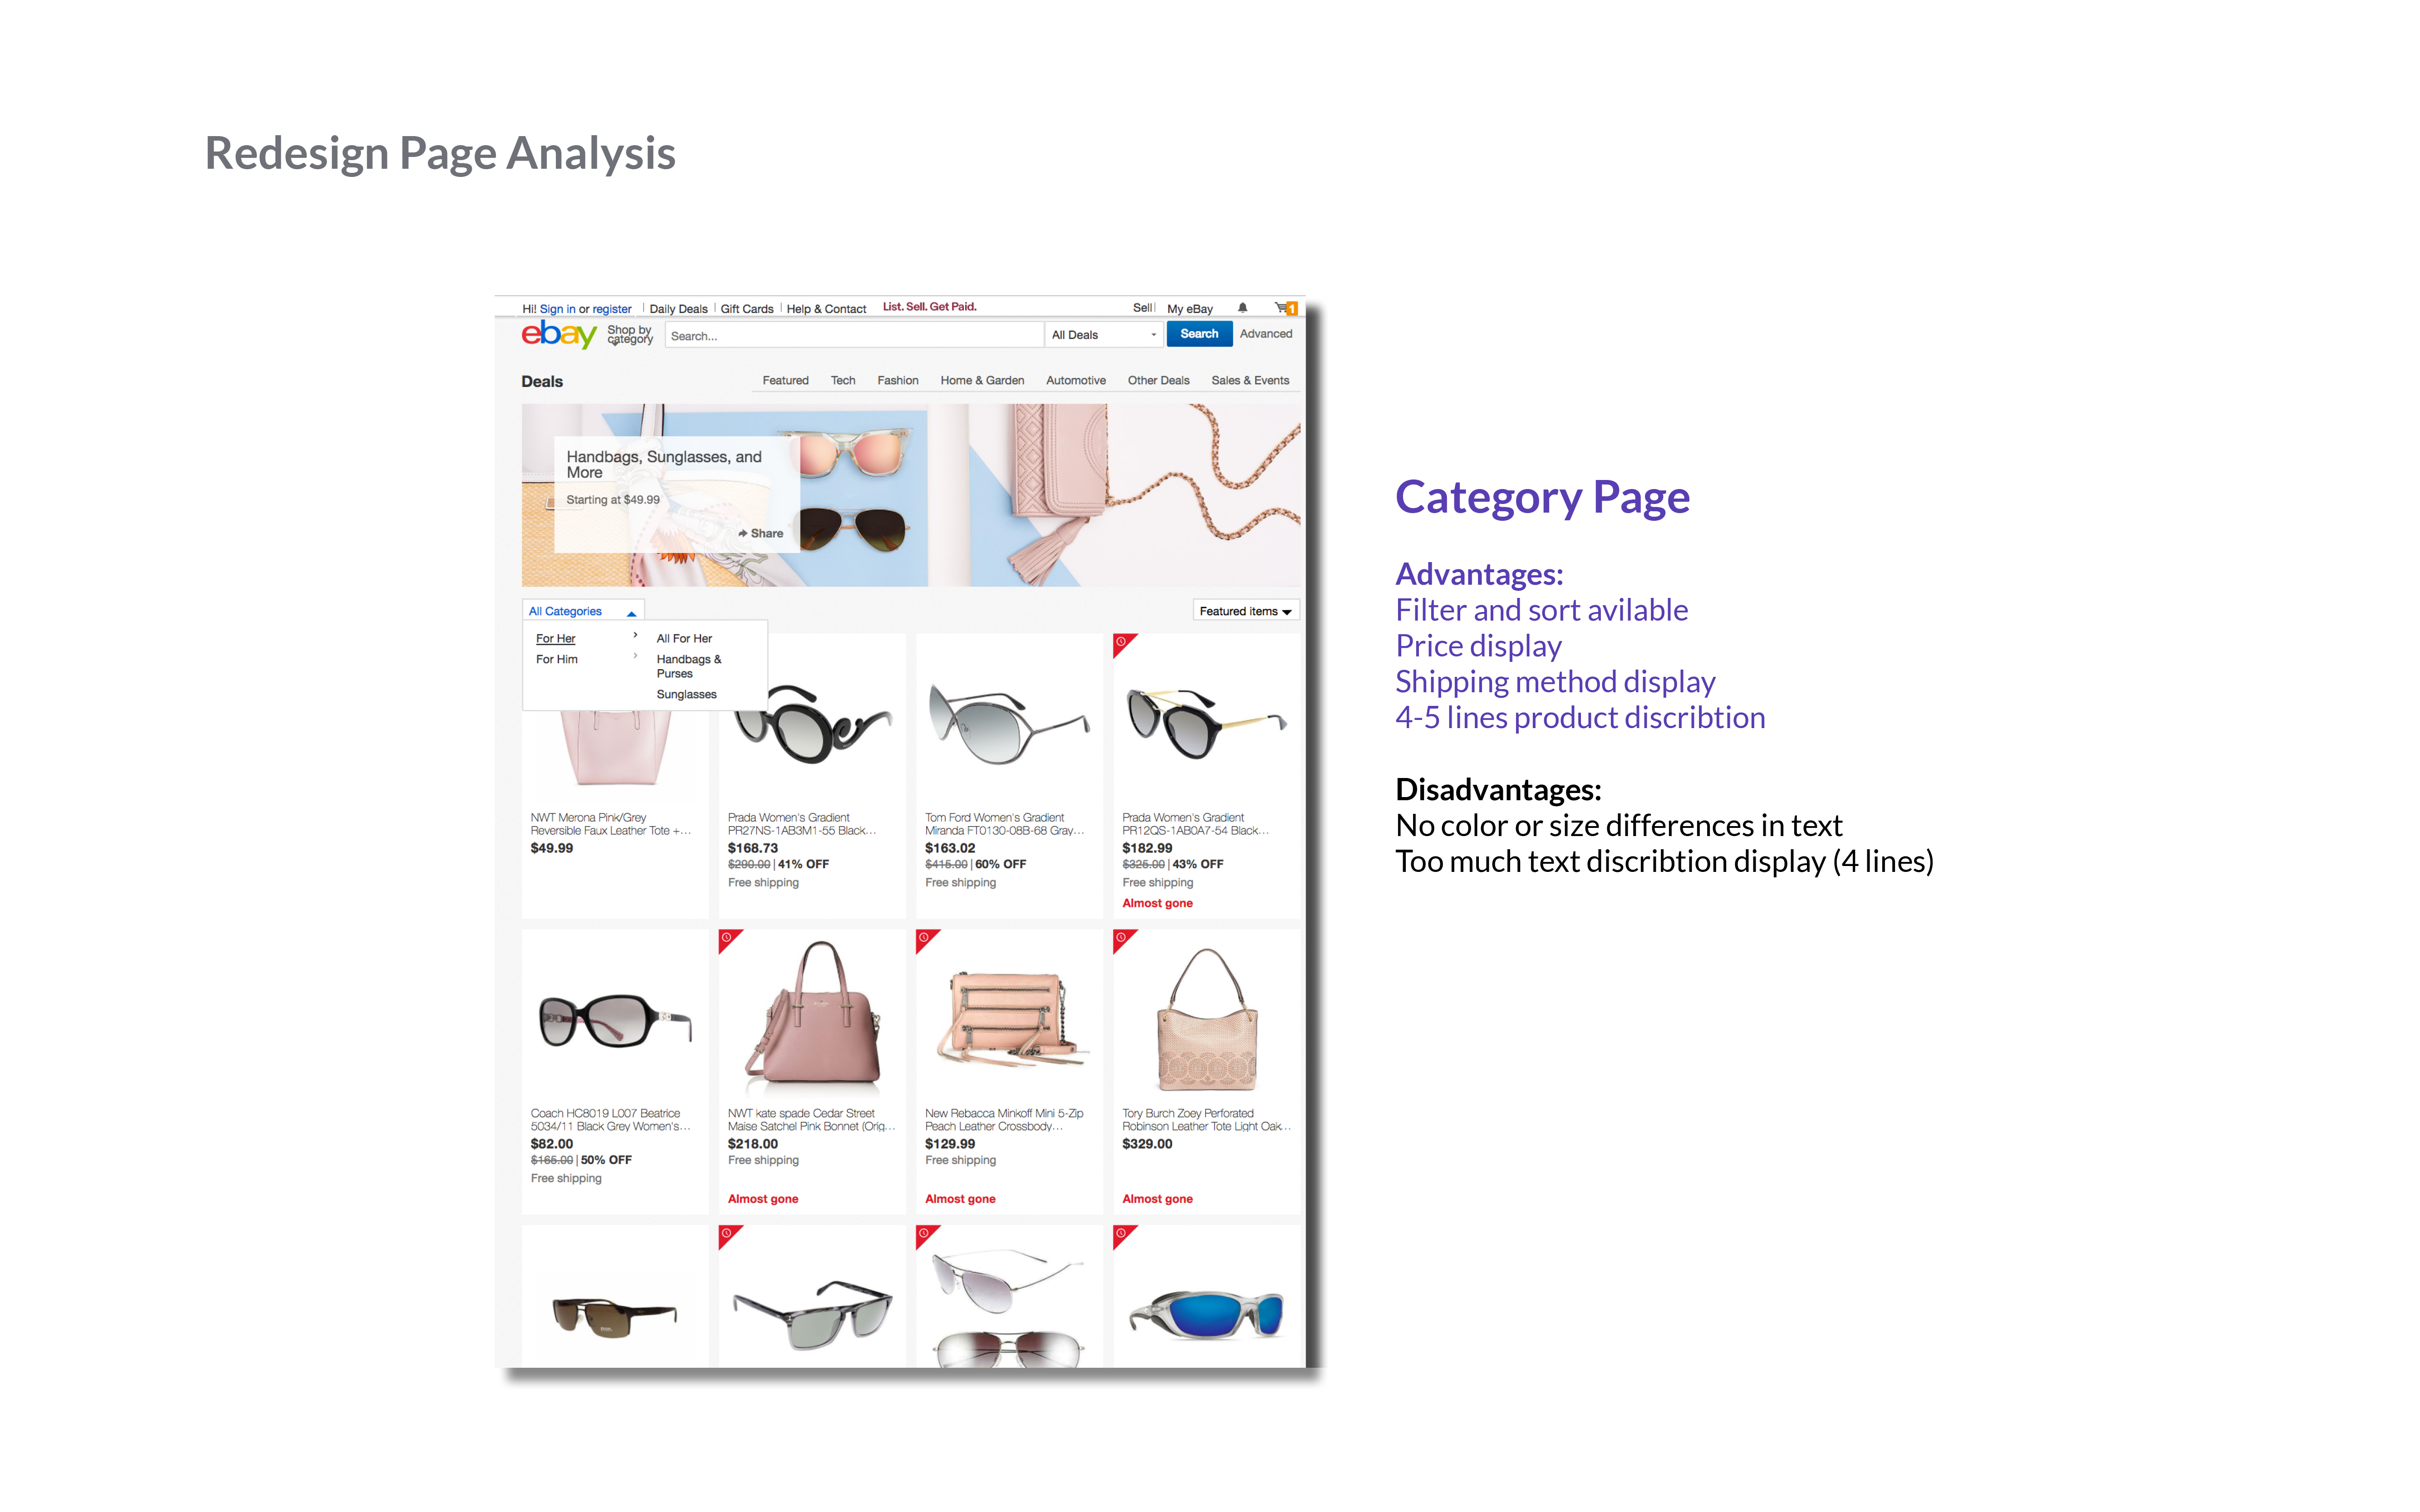 Redesign Page Analysis
Hi! Sign in or register | Daily Deals | Gift Cards | Help & Contact List. Sell. Get Paid. Sell | My eBay 1
ebay Shop by category Search... All Deals Search Advanced
Deals Featured Tech Fashion Home & Garden Automotive Other Deals Sales & Events
Handbags, Sunglasses, and
More
Starting at $49.99
Share
All Categories Featured items
For Her All For Her
For Him Handbags &
Purses
Sunglasses
NWT Merona Pink/Grey
Reversible Faux Leather Tote +...
$49.99
Prada Women's Gradient
PR27NS-1AB3M1-55 Black...
$168.73
$290.00 | 41% OFF
Free shipping
Tom Ford Women's Gradient
Miranda FT0130-08B-68 Gray...
$163.02
$415.00 | 60% OFF
Free shipping
Prada Women's Gradient
PR12QS-1AB0A7-54 Black...
$182.99
$325.00 | 43% OFF
Free shipping
Almost gone
Coach HC8019 L007 Beatrice
5034/11 Black Grey Women's...
$82.00
$165.00 | 50% OFF
Free shipping
NWT kate spade Cedar Street
Maise Satchel Pink Bonnet (Orig...
$218.00
Free shipping
Almost gone
New Rebacca Minkoff Mini 5-Zip
Peach Leather Crossbody...
$129.99
Free shipping
Almost gone
Tory Burch Zoey Perforated
Robinson Leather Tote Light Oak...
$329.00
Almost gone
Category Page
Advantages:
Filter and sort avilable
Price display
Shipping method display
4-5 lines product discribtion
Disadvantages:
No color or size differences in text
Too much text discribtion display (4 lines)